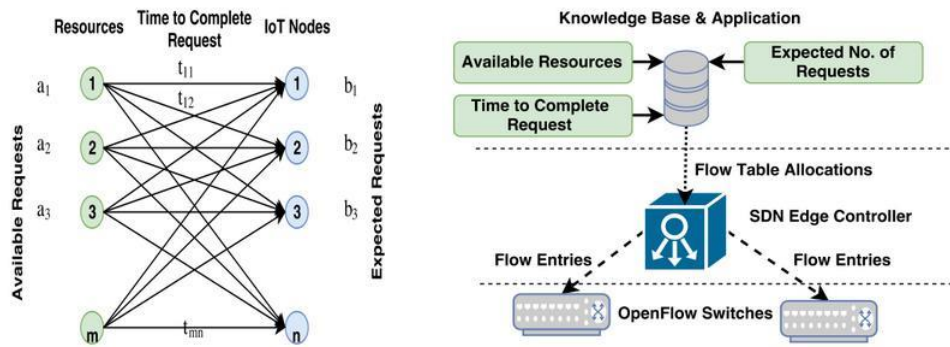 Resources
Time to Complete
Request
IoT Nodes
t11
t12
a1
1
1
b1
a2
2
2
b2
a3
3
3
b3
m
tmn
n
Available Requests
Expected Requests
Knowledge Base & Application
Available Resources
Expected No. of
Requests
Time to Complete
Request
Flow Table Allocations
SDN Edge Controller
Flow Entries
Flow Entries
OpenFlow Switches